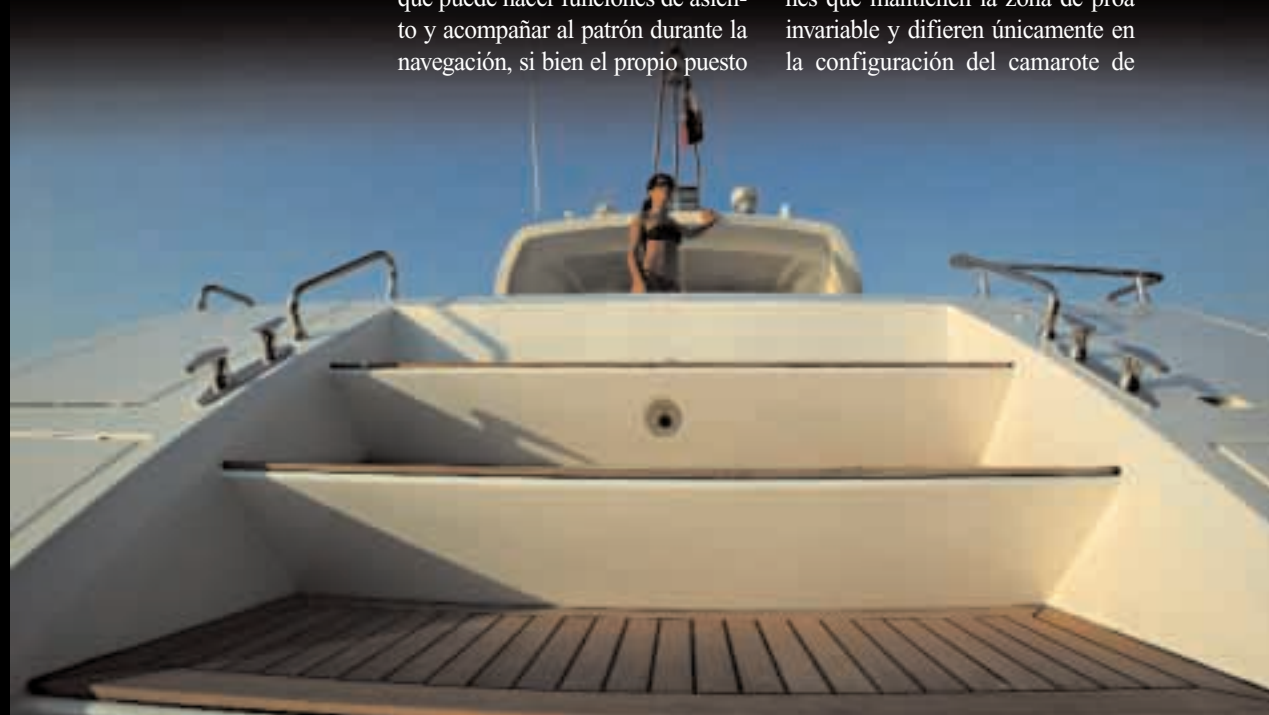 que puede hacer funciones de asien-
to y acompañar al patrón durante la
navegación, si bien el propio puesto
nes que mantienen la zona de proa
invariable y difieren únicamente en
la configuración del camarote de